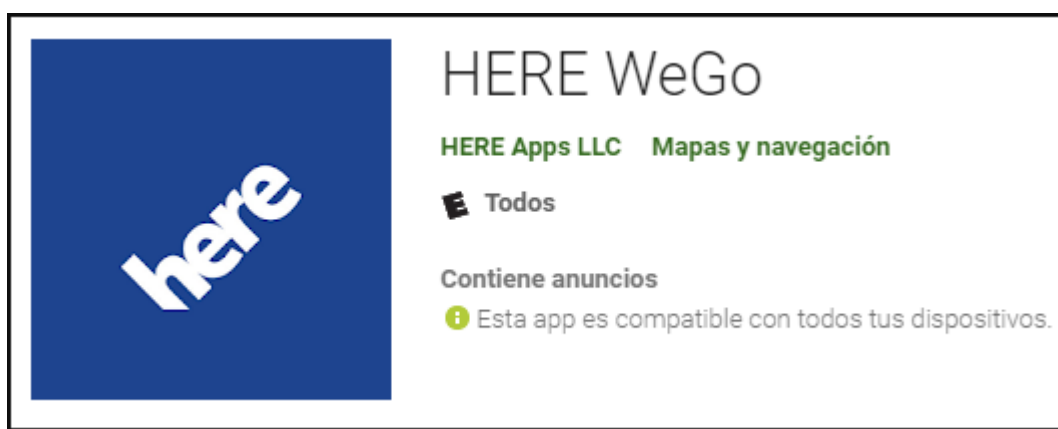 here
HERE WeGo
HERE Apps LLC Mapas y navegación
E Todos
Contiene anuncios
Esta app es compatible con todos tus dispositivos.